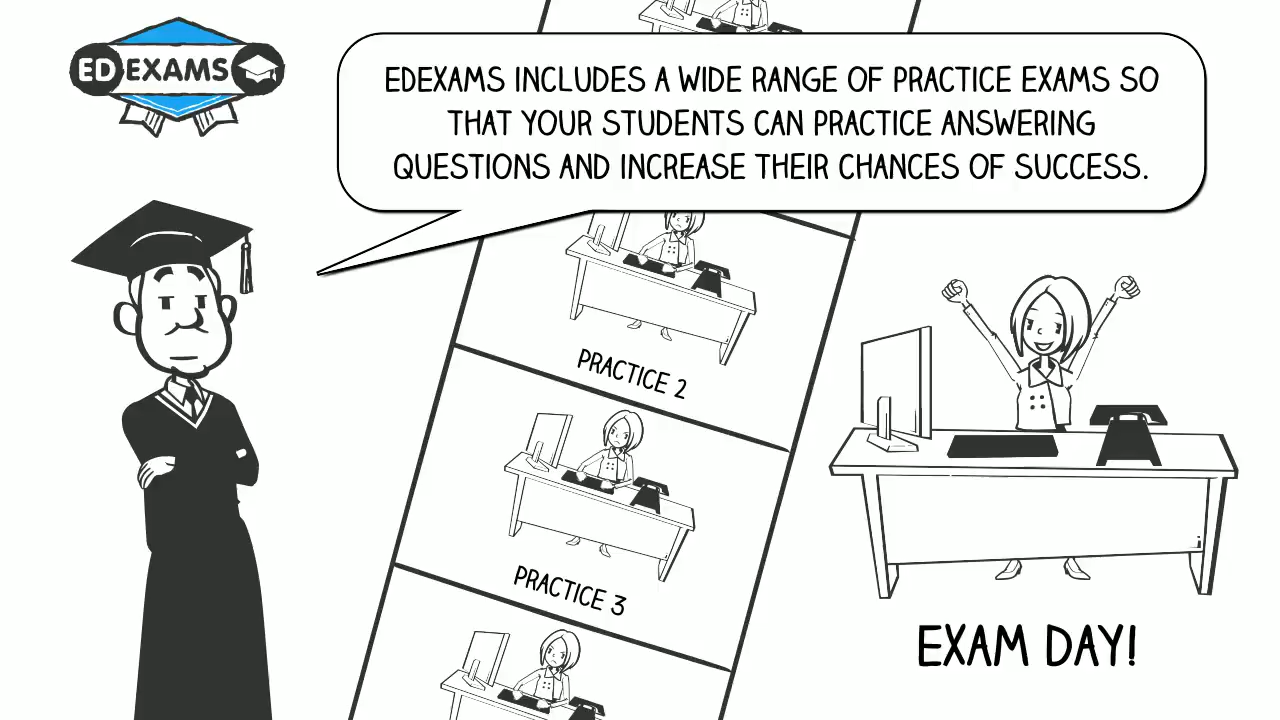 ED EXAMS
EDEXAMS INCLUDES A WIDE RANGE OF PRACTICE EXAMS SO
THAT YOUR STUDENTS CAN PRACTICE ANSWERING
QUESTIONS AND INCREASE THEIR CHANCES OF SUCCESS.
PRACTICE 2
PRACTICE 3
EXAM DAY!